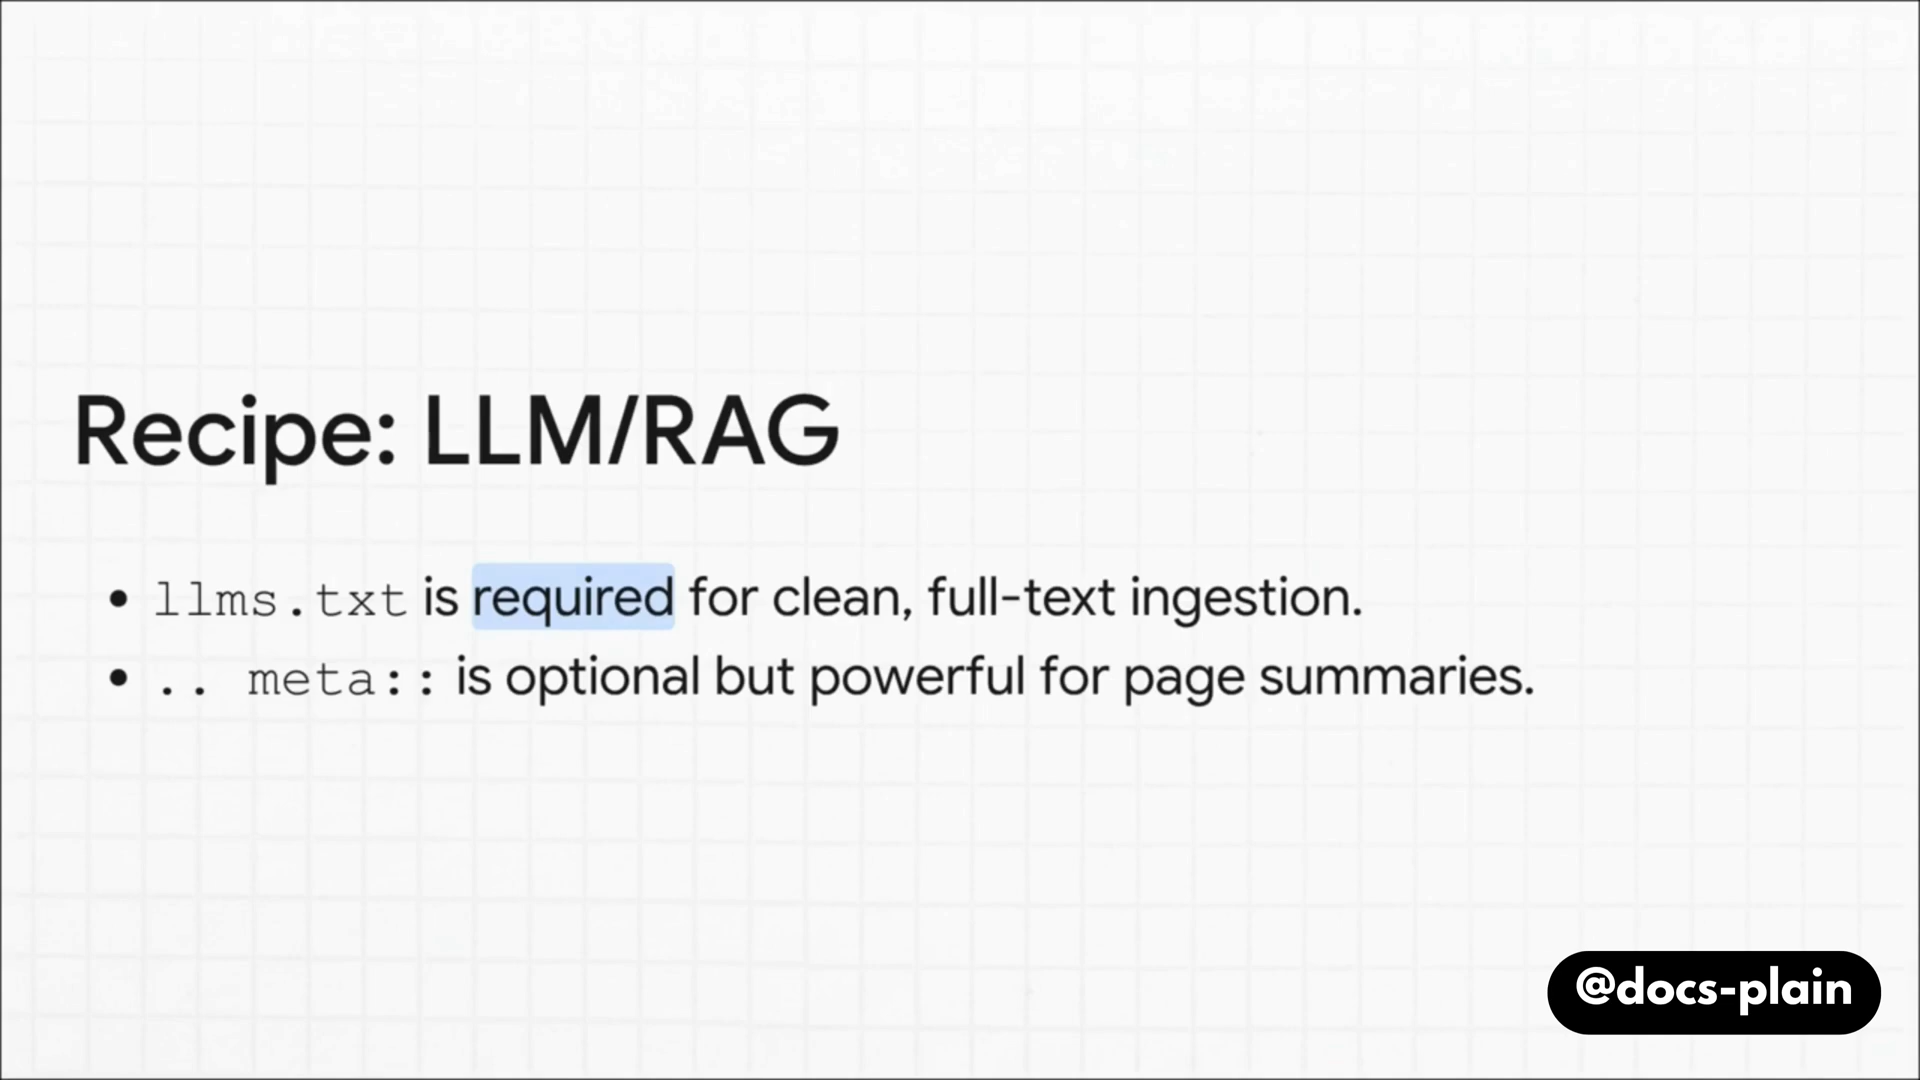 Recipe: LLM/RAG
• llms.txt is required for clean, full-text ingestion.
• .. meta:: is optional but powerful for page summaries.
@docs-plain